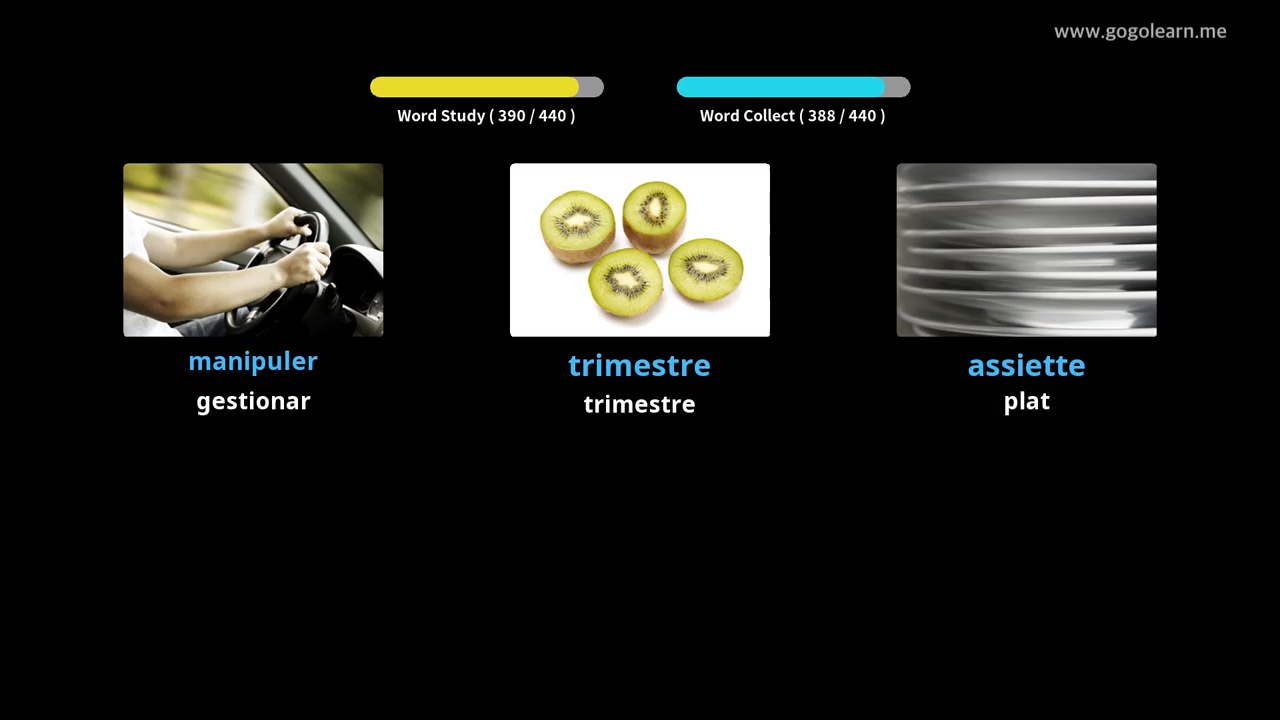 www.gogolearn.me
Word Study ( 390 / 440 )
Word Collect ( 388 / 440 )
manipuler
gestionar
trimestre
trimestre
assiette
plat